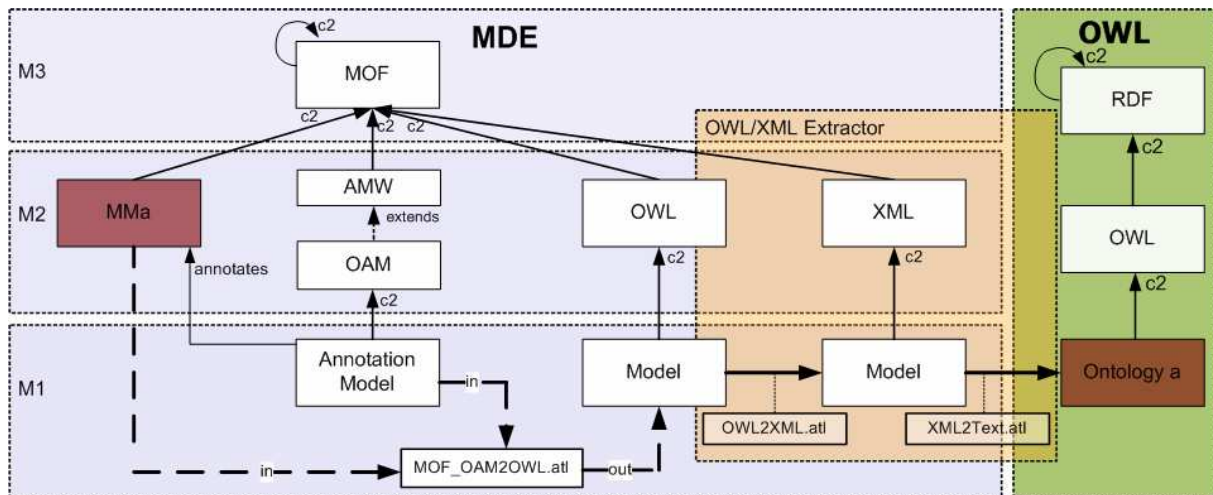 MDE
OWL
c2
c2
M3
MOF
RDF
c2
c2
c2
c2
OWL/XML Extractor
c2
M2
MMa
AMW
OWL
XML
extends
OWL
annotates
OAM
c2
c2
c2
c2
M1
Annotation
Model
Model
Model
Ontology a
in
OWL2XML.atl
XML2Text.atl
in
MOF_OAM2OWL.atl
out